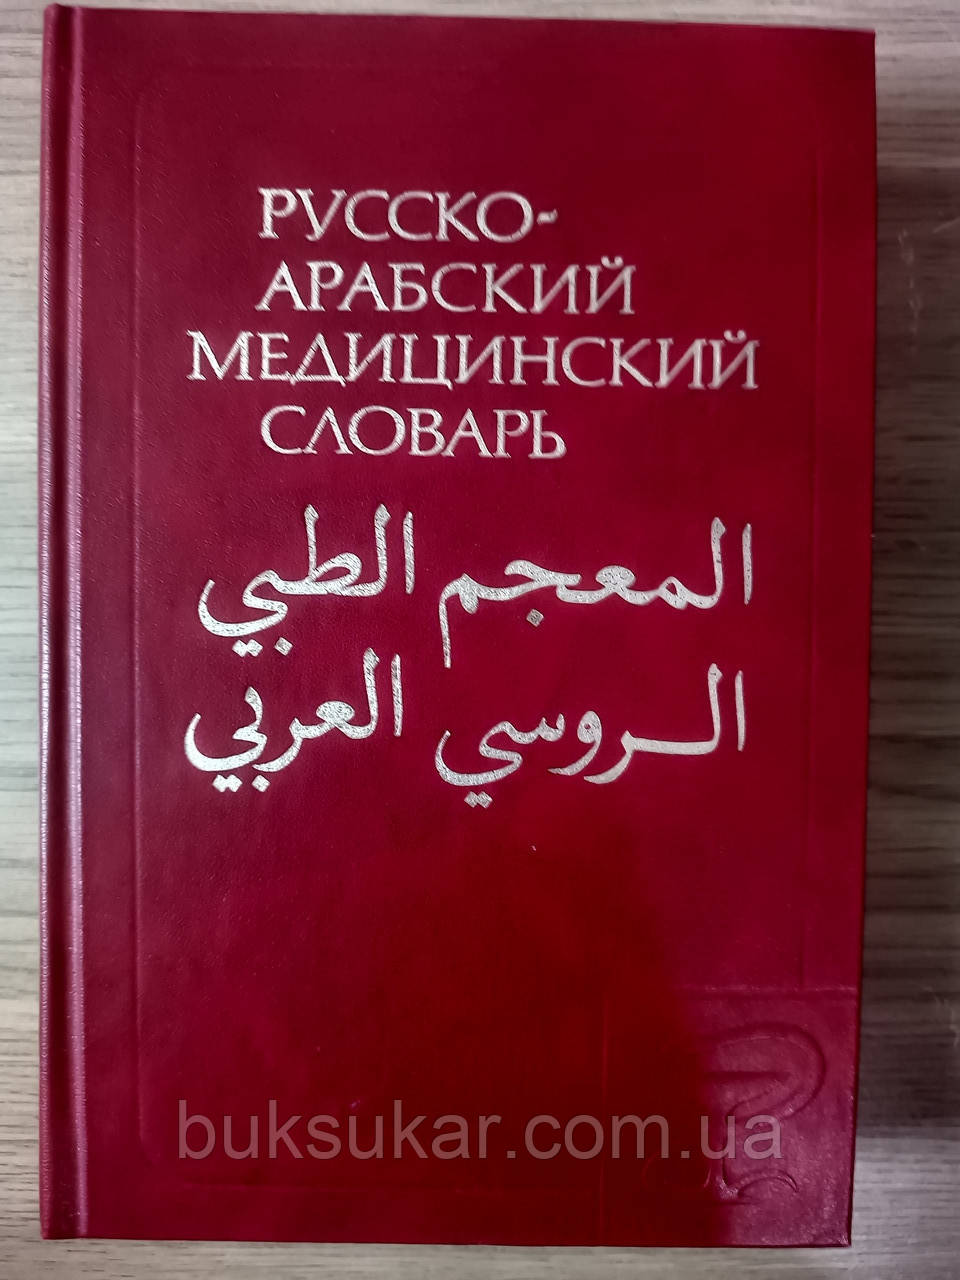 РУССКО-
АРАБСКИЙ
МЕДИЦИНСКИЙ
СЛОВАРЬ
المعجم الطبي
الروسي العربي
buksukar.com.ua